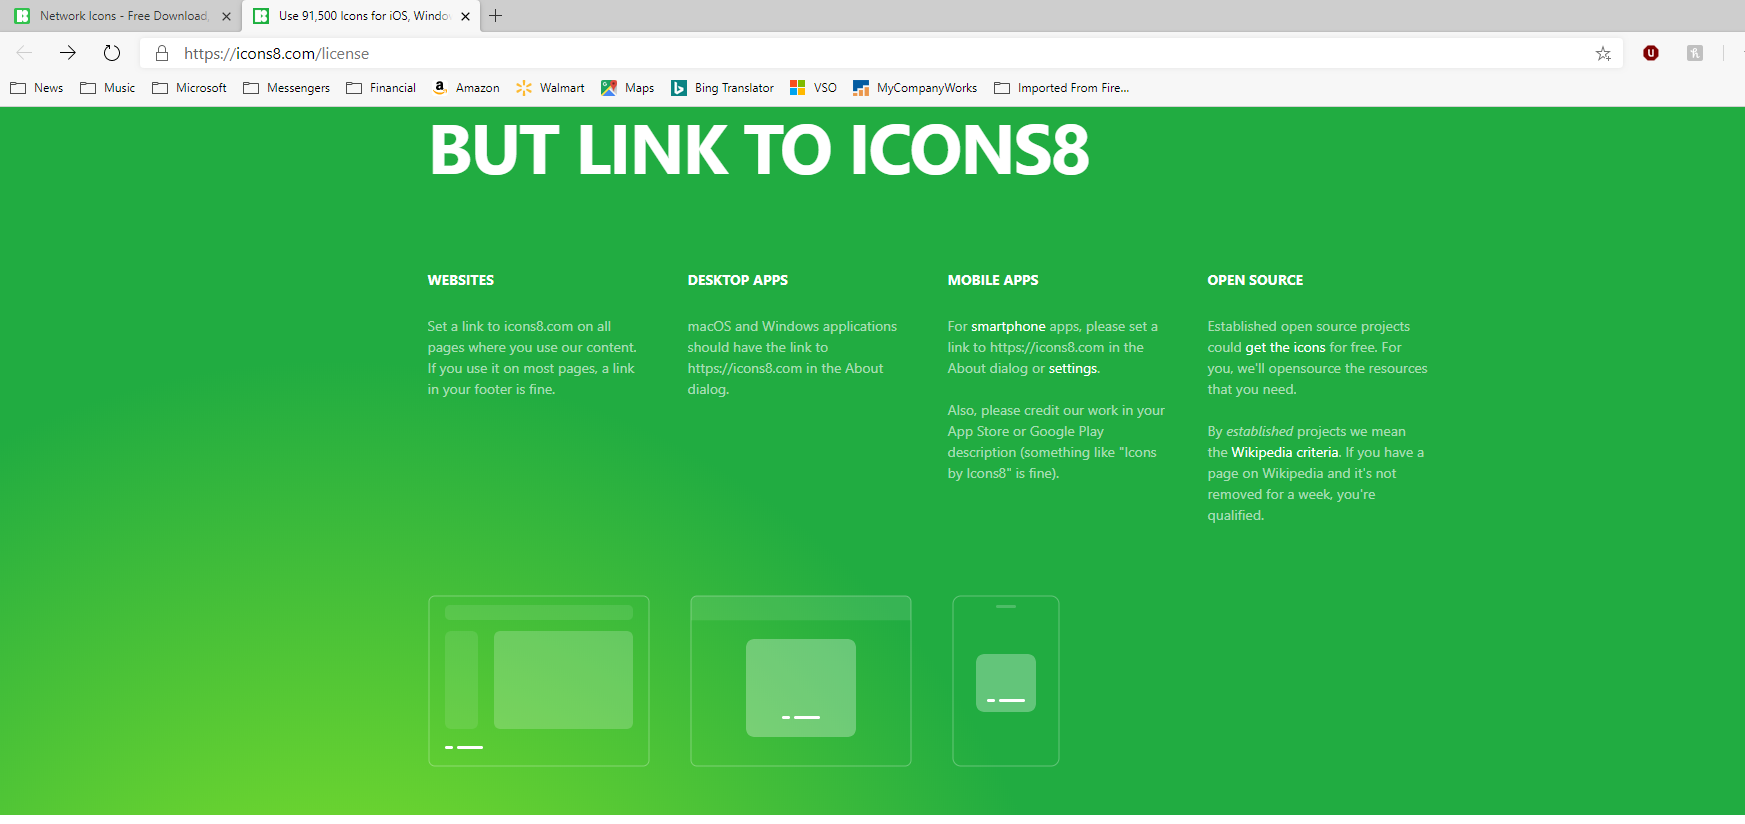 Network Icons - Free Download,
Use 91,500 Icons for iOS, Windo
https://icons8.com/license
News
Music
Microsoft
Messengers
Financial
Amazon
Walmart
Maps
Bing Translator
VSO
MyCompanyWorks
Imported From Fire...
BUT LINK TO ICONS8
WEBSITES
Set a link to icons8.com on all
pages where you use our content.
If you use it on most pages, a link
in your footer is fine.
DESKTOP APPS
macOS and Windows applications
should have the link to
https://icons8.com in the About
dialog.
MOBILE APPS
For smartphone apps, please set a
link to https://icons8.com in the
About dialog or settings.
Also, please credit our work in your
App Store or Google Play
description (something like "Icons
by Icons8" is fine).
OPEN SOURCE
Established open source projects
could get the icons for free. For
you, we'll opensource the resources
that you need.
By established projects we mean
the Wikipedia criteria. If you have a
page on Wikipedia and it's not
removed for a week, you're
qualified.